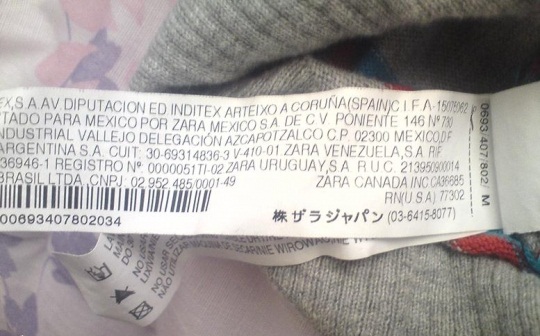 EX,S.A AV DIPUTACION ED INDITEX ARTEIXO A CORUÑA(SPAIN)C I F A-15075062
TADO PARA MEXICO POR ZARA MEXICO S.A. DE C V PONIENTE 146 Nº 730
INDUSTRIAL VALLEJO DELEGACIÓN AZCAPOTZALCO C.P 02300 MEXICO,D.F
ARGENTINA S.A. CUIT: 30-69314836-3 V-410-01 ZARA VENEZUELA,S.A RIF
36946-1 REGISTRO Nº 0000051TI-02 ZARA URUGUAY,S.A R.U.C. 213950900014
BRASIL LTDA ,CNPJ 02 952 485/0001-49 ZARA CANADA INC.CA36685
RN(U.S.A) 77302
00693407802034
株 ザラジャパン (03-6415-8077)
0693 407/802 M